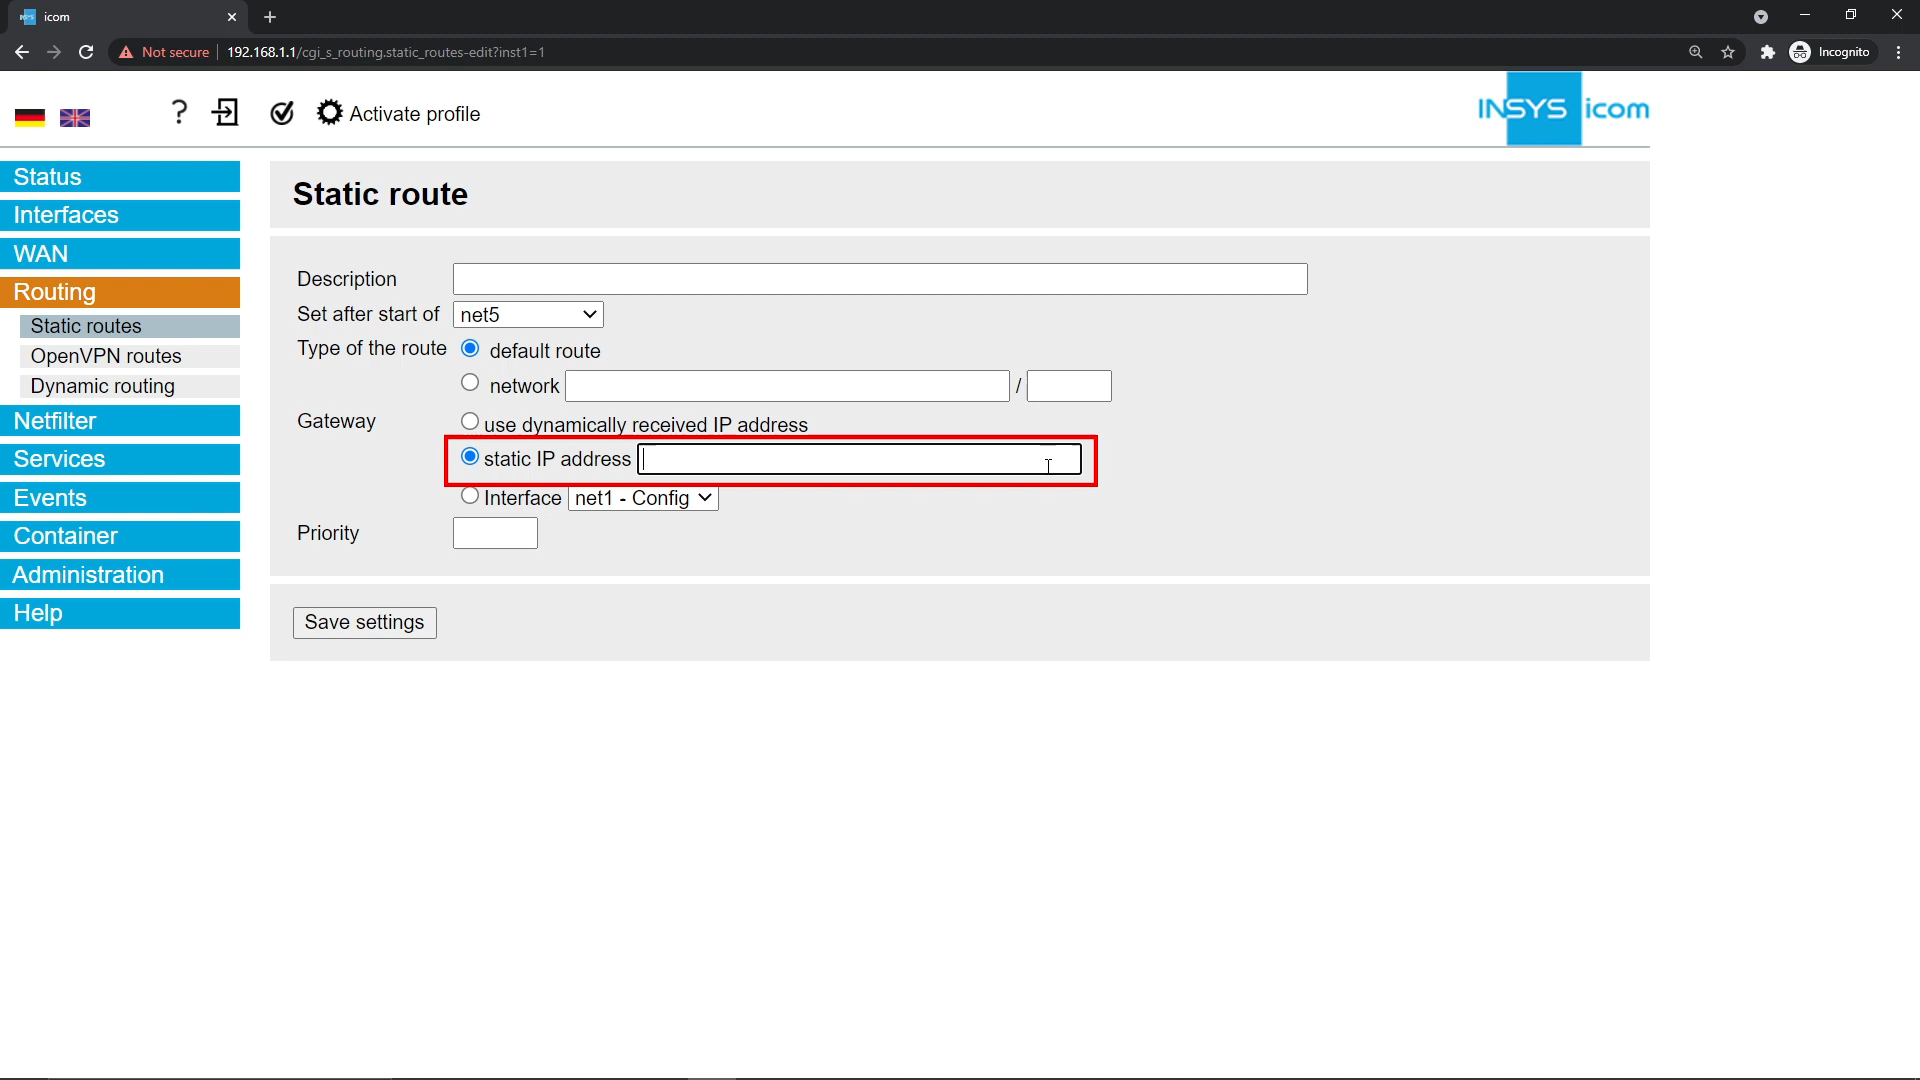 icom
Not secure 192.168.1.1/cgi_s_routing.static_routes-edit?inst1=1
Incognito
? Activate profile
INSYS icom
Status
Interfaces
WAN
Routing
Static routes
OpenVPN routes
Dynamic routing
Netfilter
Services
Events
Container
Administration
Help
Static route
Description
Set after start of net5
Type of the route default route
network /
Gateway use dynamically received IP address
static IP address
Interface net1 - Config
Priority
Save settings